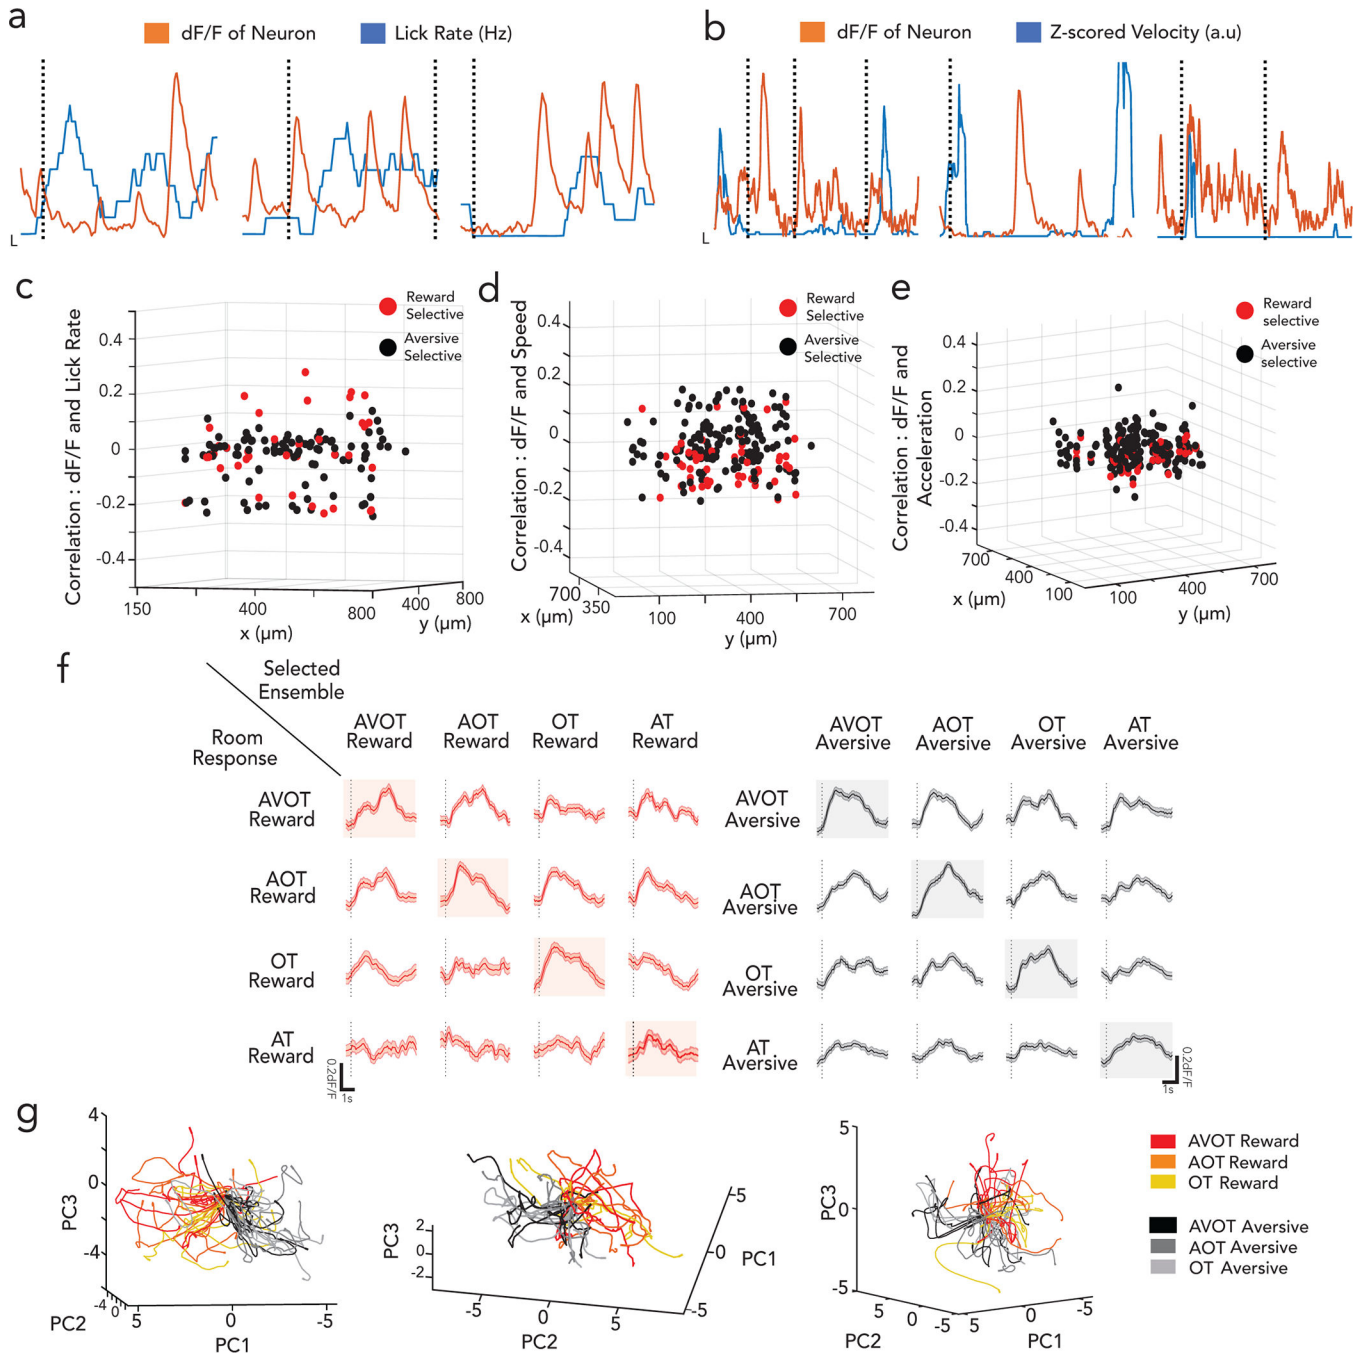 a
dF/F of Neuron
Lick Rate (Hz)
L
b
dF/F of Neuron
Z-scored Velocity (a.u)
L
c
Reward
Selective
Aversive
Selective
Correlation : dF/F and Lick Rate
0.4
0.2
0
-0.2
-0.4
150
400
800
x (µm)
400
800
y (µm)
d
Reward
Selective
Aversive
Selective
Correlation : dF/F and Speed
0.4
0.2
0
-0.2
-0.4
700
350
x (µm)
100
400
700
y (µm)
e
Reward
selective
Aversive
selective
Correlation : dF/F and
Acceleration
0.4
0.2
0
-0.2
-0.4
700
400
100
x (µm)
100
400
700
y (µm)
f
Selected
Ensemble
Room
Response
AVOT
Reward
AOT
Reward
OT
Reward
AT
Reward
AVOT
Aversive
AOT
Aversive
OT
Aversive
AT
Aversive
AVOT
Reward
AVOT
Aversive
AOT
Reward
AOT
Aversive
OT
Reward
OT
Aversive
AT
Reward
AT
Aversive
0.2dF/F
1s
0.2dF/F
1s
g
4
0
-4
PC3
-4
0
PC2
5
0
-5
PC1
PC3
2
0
-2
-5
0
5
PC2
-5
0
-5
PC1
5
0
-5
PC3
5
0
-5
PC2
5
0
-5
PC1
AVOT Reward
AOT Reward
OT Reward
AVOT Aversive
AOT Aversive
OT Aversive